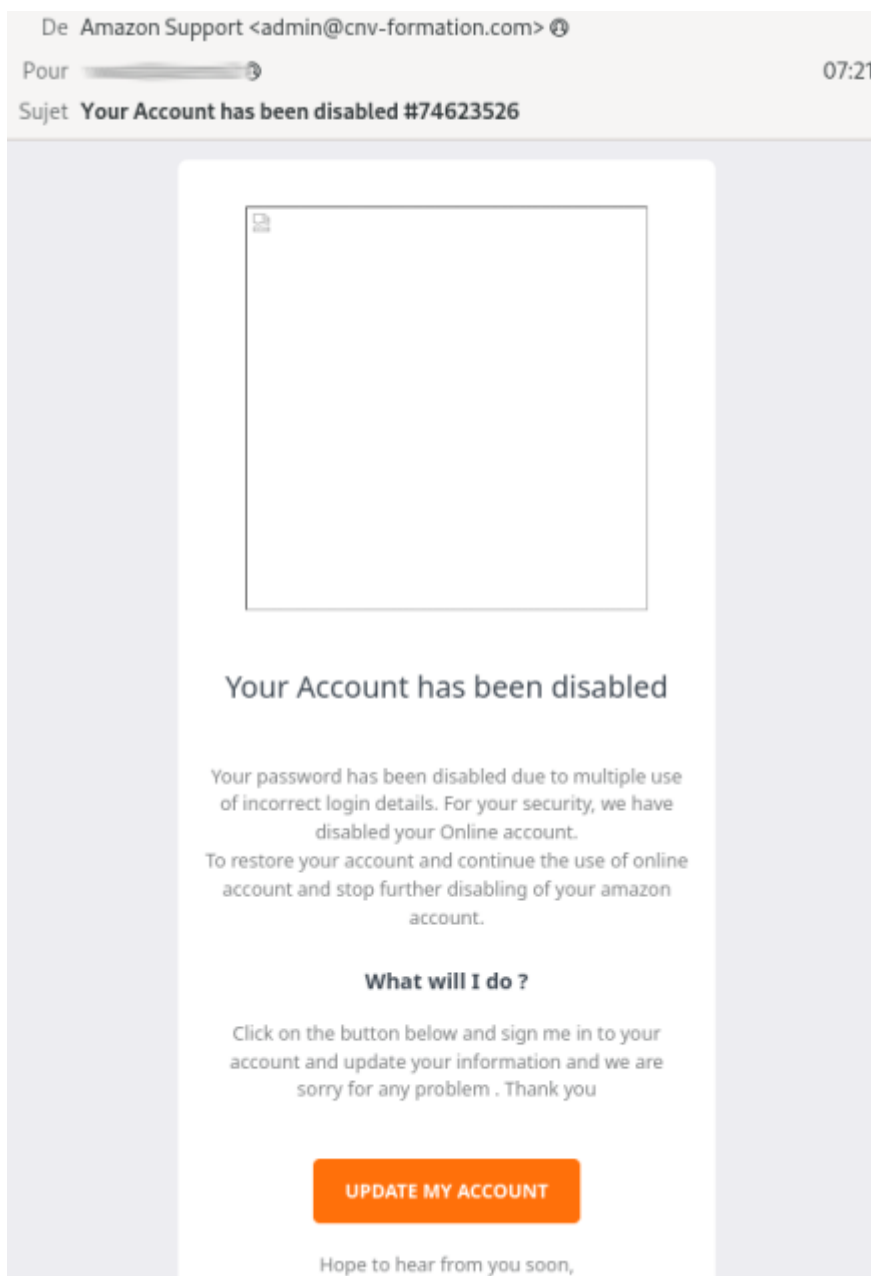 De Amazon Support <admin@cnv-formation.com>
Pour
07:21
Sujet Your Account has been disabled #74623526
Your Account has been disabled
Your password has been disabled due to multiple use
of incorrect login details. For your security, we have
disabled your Online account.
To restore your account and continue the use of online
account and stop further disabling of your amazon
account.
What will I do ?
Click on the button below and sign me in to your
account and update your information and we are
sorry for any problem . Thank you
UPDATE MY ACCOUNT
Hope to hear from you soon,